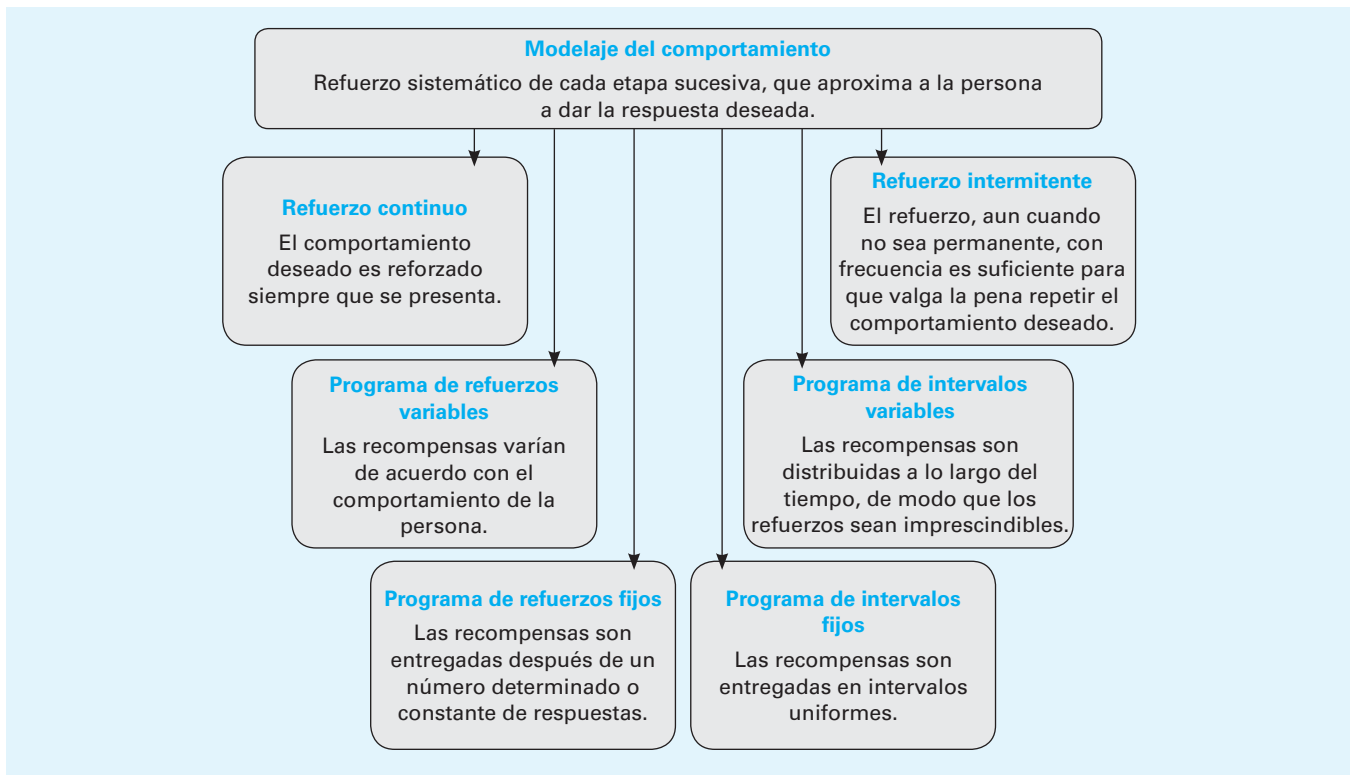 Modelaje del comportamiento
Refuerzo sistemático de cada etapa sucesiva, que aproxima a la persona
a dar la respuesta deseada.
Refuerzo continuo
El comportamiento
deseado es reforzado
siempre que se presenta.
Refuerzo intermitente
El refuerzo, aun cuando
no sea permanente, con
frecuencia es suficiente para
que valga la pena repetir el
comportamiento deseado.
Programa de refuerzos
variables
Las recompensas varían
de acuerdo con el
comportamiento de la
persona.
Programa de intervalos
variables
Las recompensas son
distribuidas a lo largo del
tiempo, de modo que los
refuerzos sean imprescindibles.
Programa de refuerzos fijos
Las recompensas son
entregadas después de un
número determinado o
constante de respuestas.
Programa de intervalos
fijos
Las recompensas son
entregadas en intervalos
uniformes.